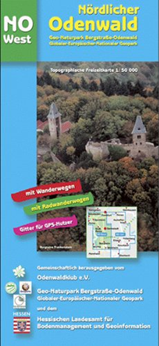 NO
West
Nördlicher
Odenwald
Geo-Naturpark Bergstraße-Odenwald
Globaler Europäischer Nationaler Geopark
Topographische Freizeitkarte 1: 50 000
mit Wanderwegen
mit Radwanderwegen
Gitter für GPS-Nutzer
Gemeinschaftlich herausgegeben vom
Odenwaldklub e.V.
Geo-Naturpark Bergstraße-Odenwald
Globaler Europäischer Nationaler Geopark
und dem
HESSEN
Hessischen Landesamt für
Bodenmanagement und Geoinformation